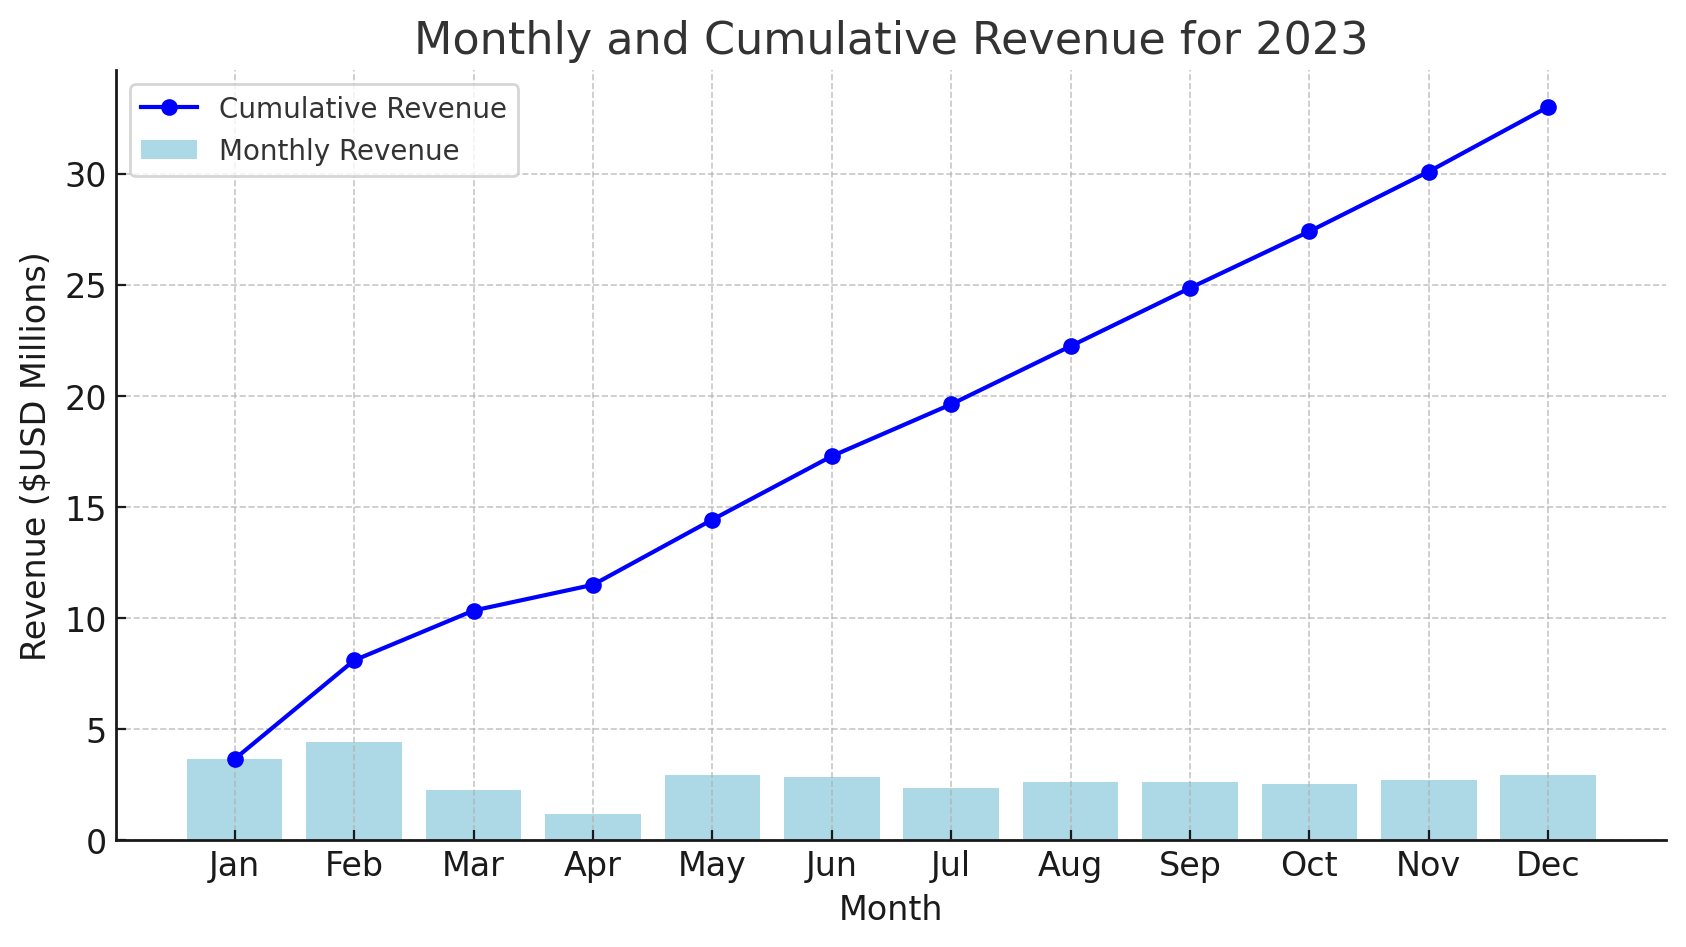 Monthly and Cumulative Revenue for 2023
Cumulative Revenue
Monthly Revenue
Revenue ($USD Millions)
30
25
20
15
10
5
0
Jan Feb Mar Apr May Jun Jul Aug Sep Oct Nov Dec
Month